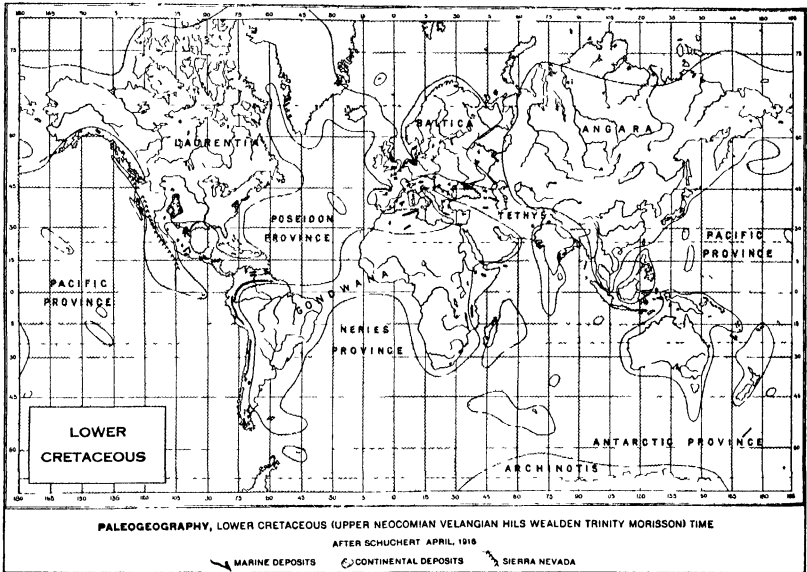 BALTICA
ANGARA
LAURENTIA
POSEIDON
PROVINCE
TETHYS
PACIFIC
PROVINCE
PACIFIC
PROVINCE
GONDWANA
NERIES
PROVINCE
LOWER
CRETACEOUS
ANTARCTIC PROVINCE
ARCHINOTIS
PALEOGEOGRAPHY, LOWER CRETACEOUS (UPPER NEOCOMIAN VELANGIAN HILS WEALDEN TRINITY MORISSON) TIME
AFTER SCHUCHERT APRIL, 1916
MARINE DEPOSITS CONTINENTAL DEPOSITS SIERRA NEVADA